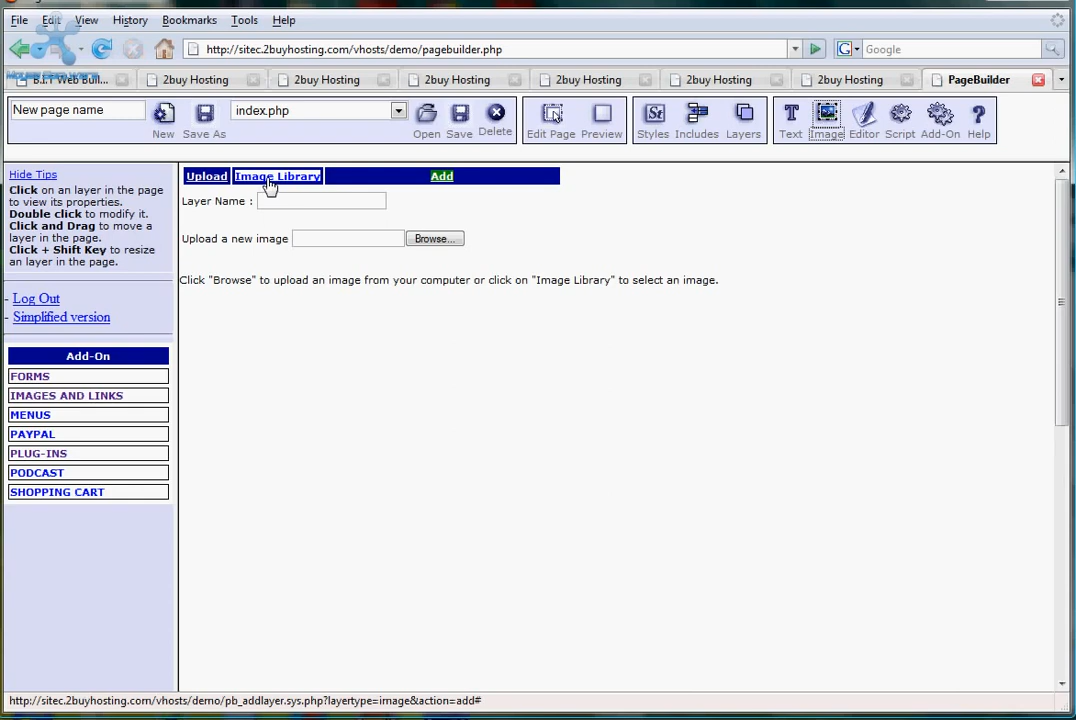 File Edit View History Bookmarks Tools Help
http://sitec.2buyhosting.com/vhosts/demo/pagebuilder.php
G Google
B.I.T Web Buil...
2buy Hosting
2buy Hosting
2buy Hosting
2buy Hosting
2buy Hosting
2buy Hosting
PageBuilder
New page name
New
Save As
index.php
Open
Save
Delete
Edit Page
Preview
St
Styles
Includes
Layers
Text
Image
Editor
Script
Add-On
Help
Hide Tips
Click on an layer in the page
to view its properties.
Double click to modify it.
Click and Drag to move a
layer in the page.
Click + Shift Key to resize
an layer in the page.
- Log Out
- Simplified version
Add-On
FORMS
IMAGES AND LINKS
MENUS
PAYPAL
PLUG-INS
PODCAST
SHOPPING CART
Upload
Image Library
Add
Layer Name :
Upload a new image
Browse...
Click "Browse" to upload an image from your computer or click on "Image Library" to select an image.
http://sitec.2buyhosting.com/vhosts/demo/pb_addlayer.sys.php?layertype=image&action=add#